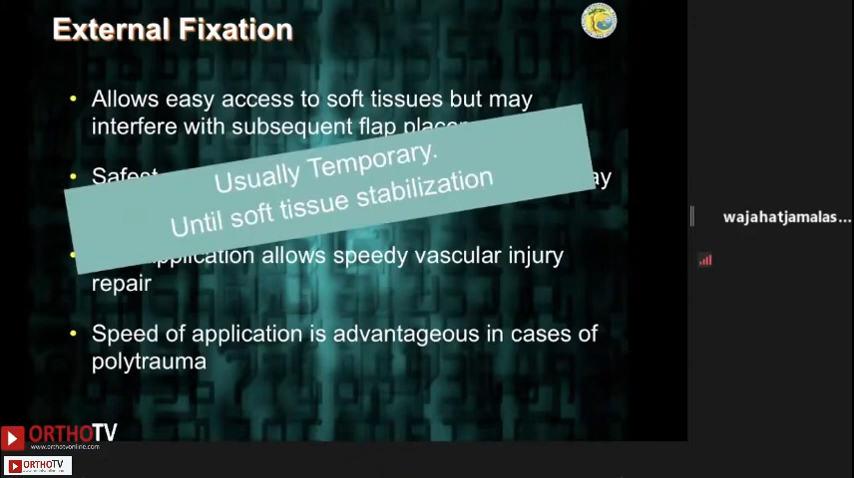 External Fixation
• Allows easy access to soft tissues but may
interfere with subsequent flap
• Safest
Usually Temporary.
Until soft tissue stabilization
application allows speedy vascular injury
repair
• Speed of application is advantageous in cases of
polytrauma
wajahatjamalas...
ORTHOTV
www.orthotvonline.com
ORTHOTV